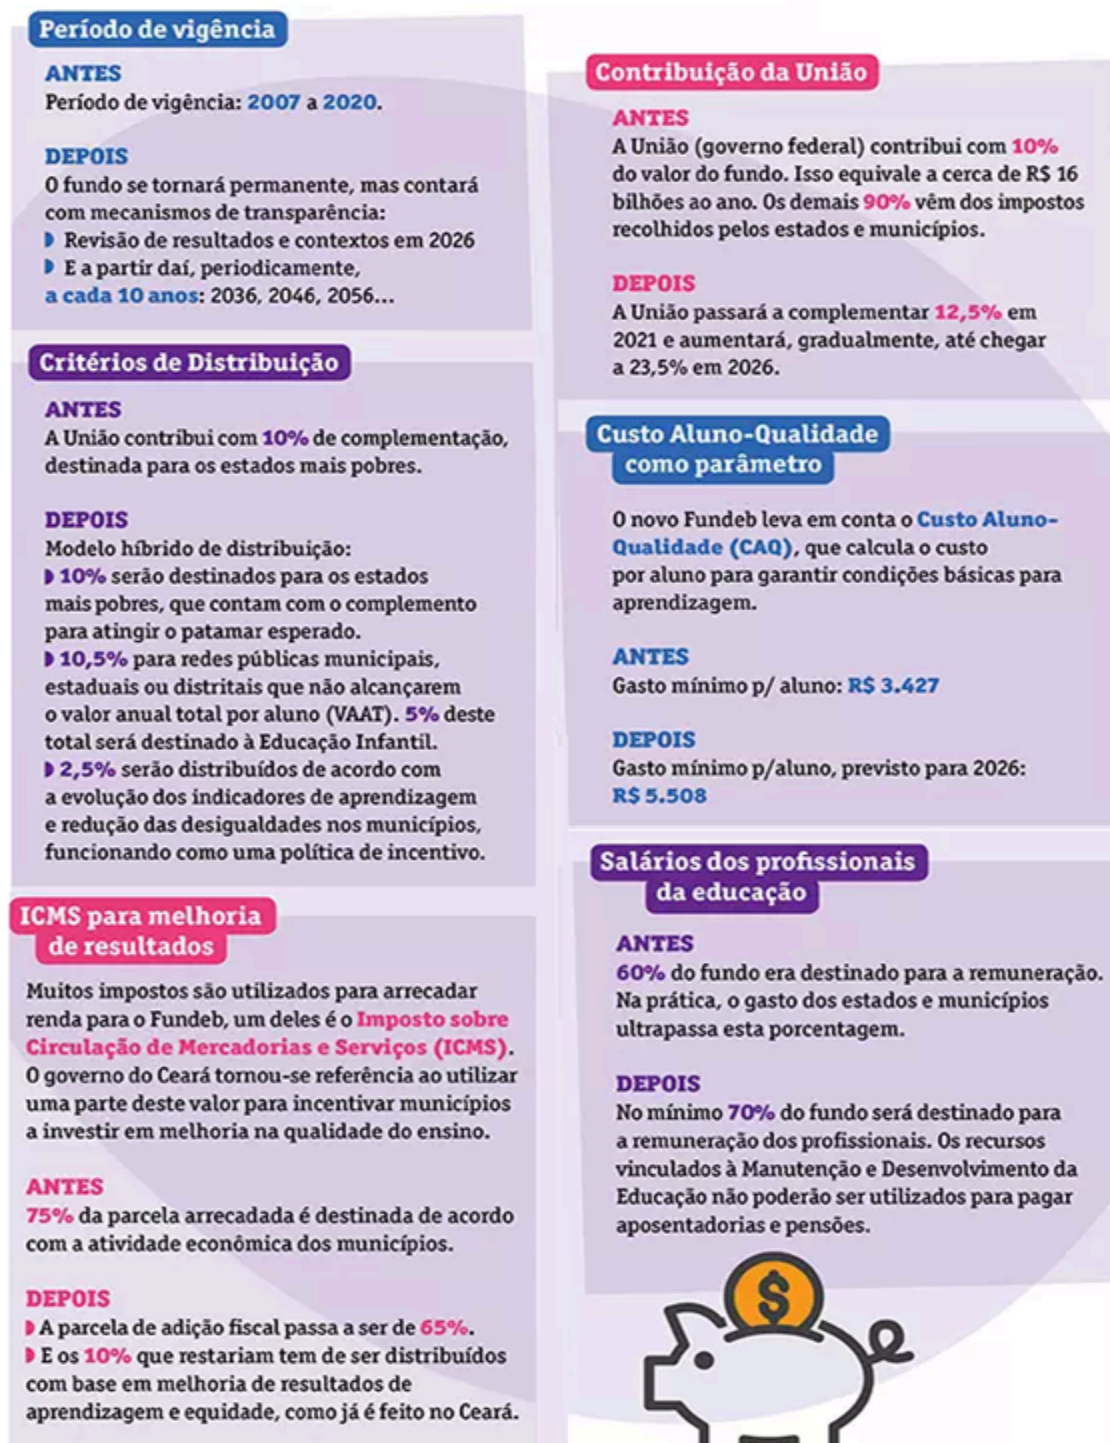 Período de vigência
ANTES
Período de vigência: 2007 a 2020.
DEPOIS
O fundo se tornará permanente, mas contará
com mecanismos de transparência:
◗ Revisão de resultados e contextos em 2026
◗ E a partir daí, periodicamente,
a cada 10 anos: 2036, 2046, 2056...
Critérios de Distribuição
ANTES
A União contribui com 10% de complementação,
destinada para os estados mais pobres.
DEPOIS
Modelo híbrido de distribuição:
◗ 10% serão destinados para os estados
mais pobres, que contam com o complemento
para atingir o patamar esperado.
◗ 10,5% para redes públicas municipais,
estaduais ou distritais que não alcançarem
o valor anual total por aluno (VAAT). 5% deste
total será destinado à Educação Infantil.
◗ 2,5% serão distribuídos de acordo com
a evolução dos indicadores de aprendizagem
e redução das desigualdades nos municípios,
funcionando como uma política de incentivo.
ICMS para melhoria
de resultados
Muitos impostos são utilizados para arrecadar
renda para o Fundeb, um deles é o Imposto sobre
Circulação de Mercadorias e Serviços (ICMS).
O governo do Ceará tornou-se referência ao utilizar
uma parte deste valor para incentivar municípios
a investir em melhoria na qualidade do ensino.
ANTES
75% da parcela arrecadada é destinada de acordo
com a atividade econômica dos municípios.
DEPOIS
◗ A parcela de adição fiscal passa a ser de 65%.
◗ E os 10% que restariam tem de ser distribuídos
com base em melhoria de resultados de
aprendizagem e equidade, como já é feito no Ceará.
Contribuição da União
ANTES
A União (governo federal) contribui com 10%
do valor do fundo. Isso equivale a cerca de R$ 16
bilhões ao ano. Os demais 90% vêm dos impostos
recolhidos pelos estados e municípios.
DEPOIS
A União passará a complementar 12,5% em
2021 e aumentará, gradualmente, até chegar
a 23,5% em 2026.
Custo Aluno-Qualidade
como parâmetro
O novo Fundeb leva em conta o Custo Aluno-
Qualidade (CAQ), que calcula o custo
por aluno para garantir condições básicas para
aprendizagem.
ANTES
Gasto mínimo p/ aluno: R$ 3.427
DEPOIS
Gasto mínimo p/aluno, previsto para 2026:
R$ 5.508
Salários dos profissionais
da educação
ANTES
60% do fundo era destinado para a remuneração.
Na prática, o gasto dos estados e municípios
ultrapassa esta porcentagem.
DEPOIS
No mínimo 70% do fundo será destinado para
a remuneração dos profissionais. Os recursos
vinculados à Manutenção e Desenvolvimento da
Educação não poderão ser utilizados para pagar
aposentadorias e pensões.
$